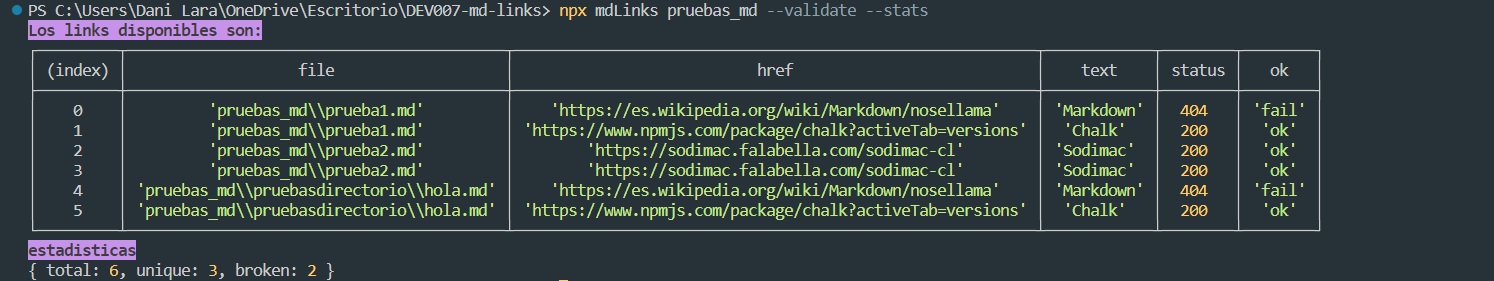 PS C:\Users\Dani_Lara\OneDrive\Escritorio\DEV007-md-links> npx mdLinks pruebas_md --validate --stats
Los links disponibles son:
(index) file href text status ok
0 'pruebas_md\\prueba1.md' 'https://es.wikipedia.org/wiki/Markdown/nosellama' 'Markdown' 404 'fail'
1 'pruebas_md\\prueba1.md' 'https://www.npmjs.com/package/chalk?activeTab=versions' 'Chalk' 200 'ok'
2 'pruebas_md\\prueba2.md' 'https://sodimac.falabella.com/sodimac-cl' 'Sodimac' 200 'ok'
3 'pruebas_md\\prueba2.md' 'https://sodimac.falabella.com/sodimac-cl' 'Sodimac' 200 'ok'
4 'pruebas_md\\pruebasdirectorio\\hola.md' 'https://es.wikipedia.org/wiki/Markdown/nosellama' 'Markdown' 404 'fail'
5 'pruebas_md\\pruebasdirectorio\\hola.md' 'https://www.npmjs.com/package/chalk?activeTab=versions' 'Chalk' 200 'ok'
estadisticas
{ total: 6, unique: 3, broken: 2 }